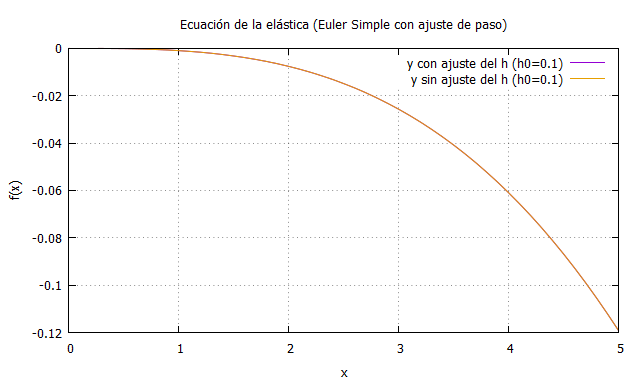 Ecuación de la elástica (Euler Simple con ajuste de paso)
y con ajuste del h (h0=0.1)
y sin ajuste del h (h0=0.1)
f(x)
0
-0.02
-0.04
-0.06
-0.08
-0.1
-0.12
0 1 2 3 4 5
x